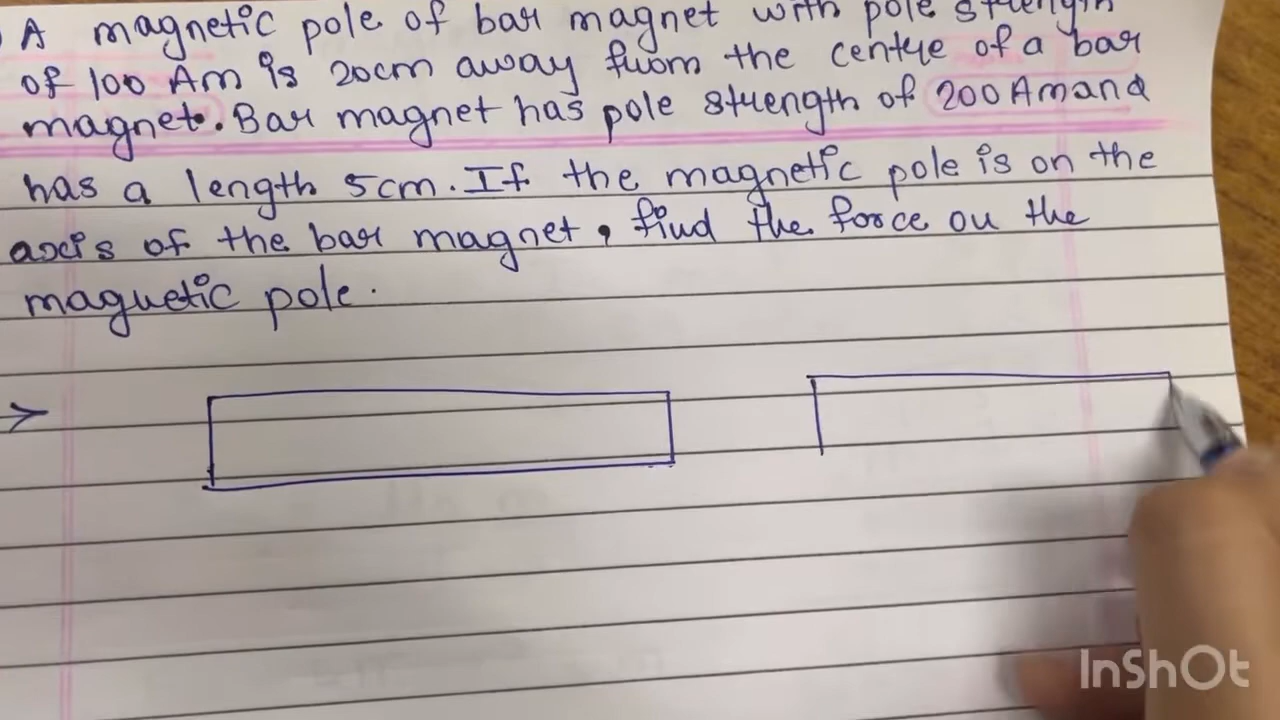 A magnetic pole of bar magnet with pole strength
of 100 Am is 20cm away from the centre of a bar
magnet. Bar magnet has pole strength of 200 Am and
has a length 5cm. If the magnetic pole is on the
axis of the bar magnet, find the force on the
magnetic pole.
InShOt